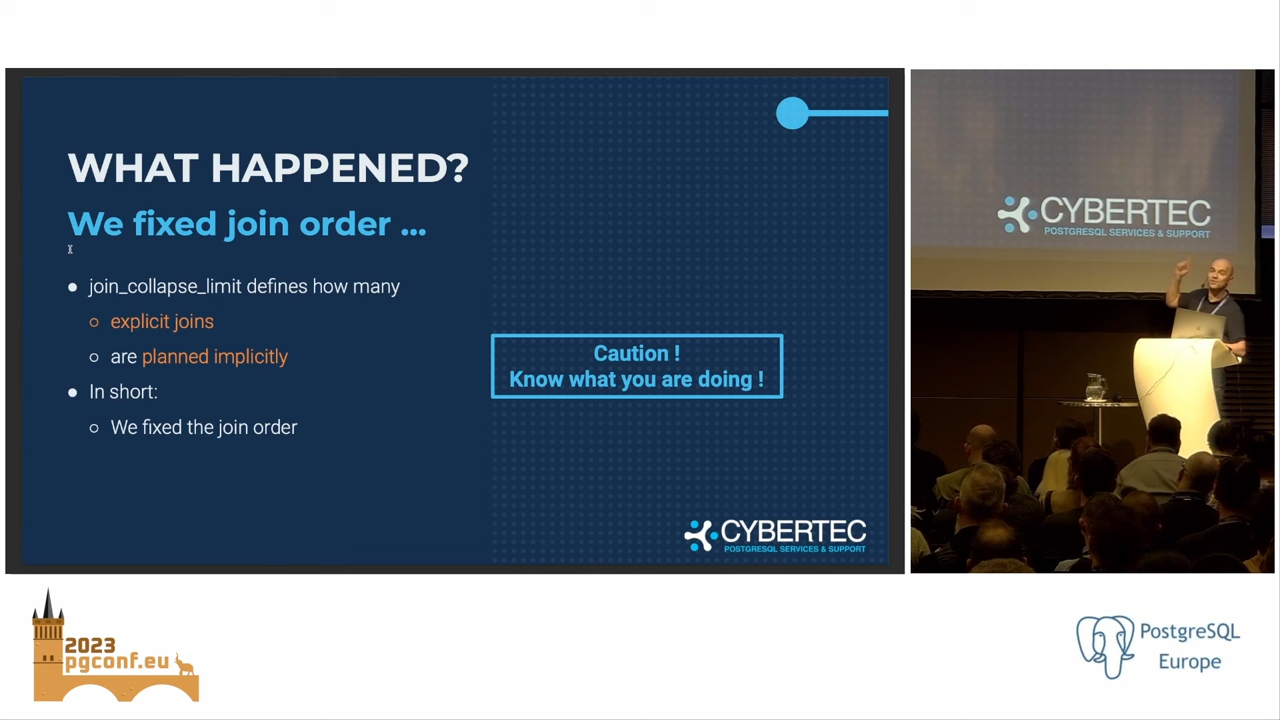 WHAT HAPPENED?
We fixed join order ...
join_collapse_limit defines how many
explicit joins
are planned implicitly
In short:
We fixed the join order
Caution !
Know what you are doing !
CYBERTEC
POSTGRESQL SERVICES & SUPPORT
CYBERTEC
POSTGRESQL SERVICES & SUPPORT
2023
pgconf.eu
PostgreSQL
Europe